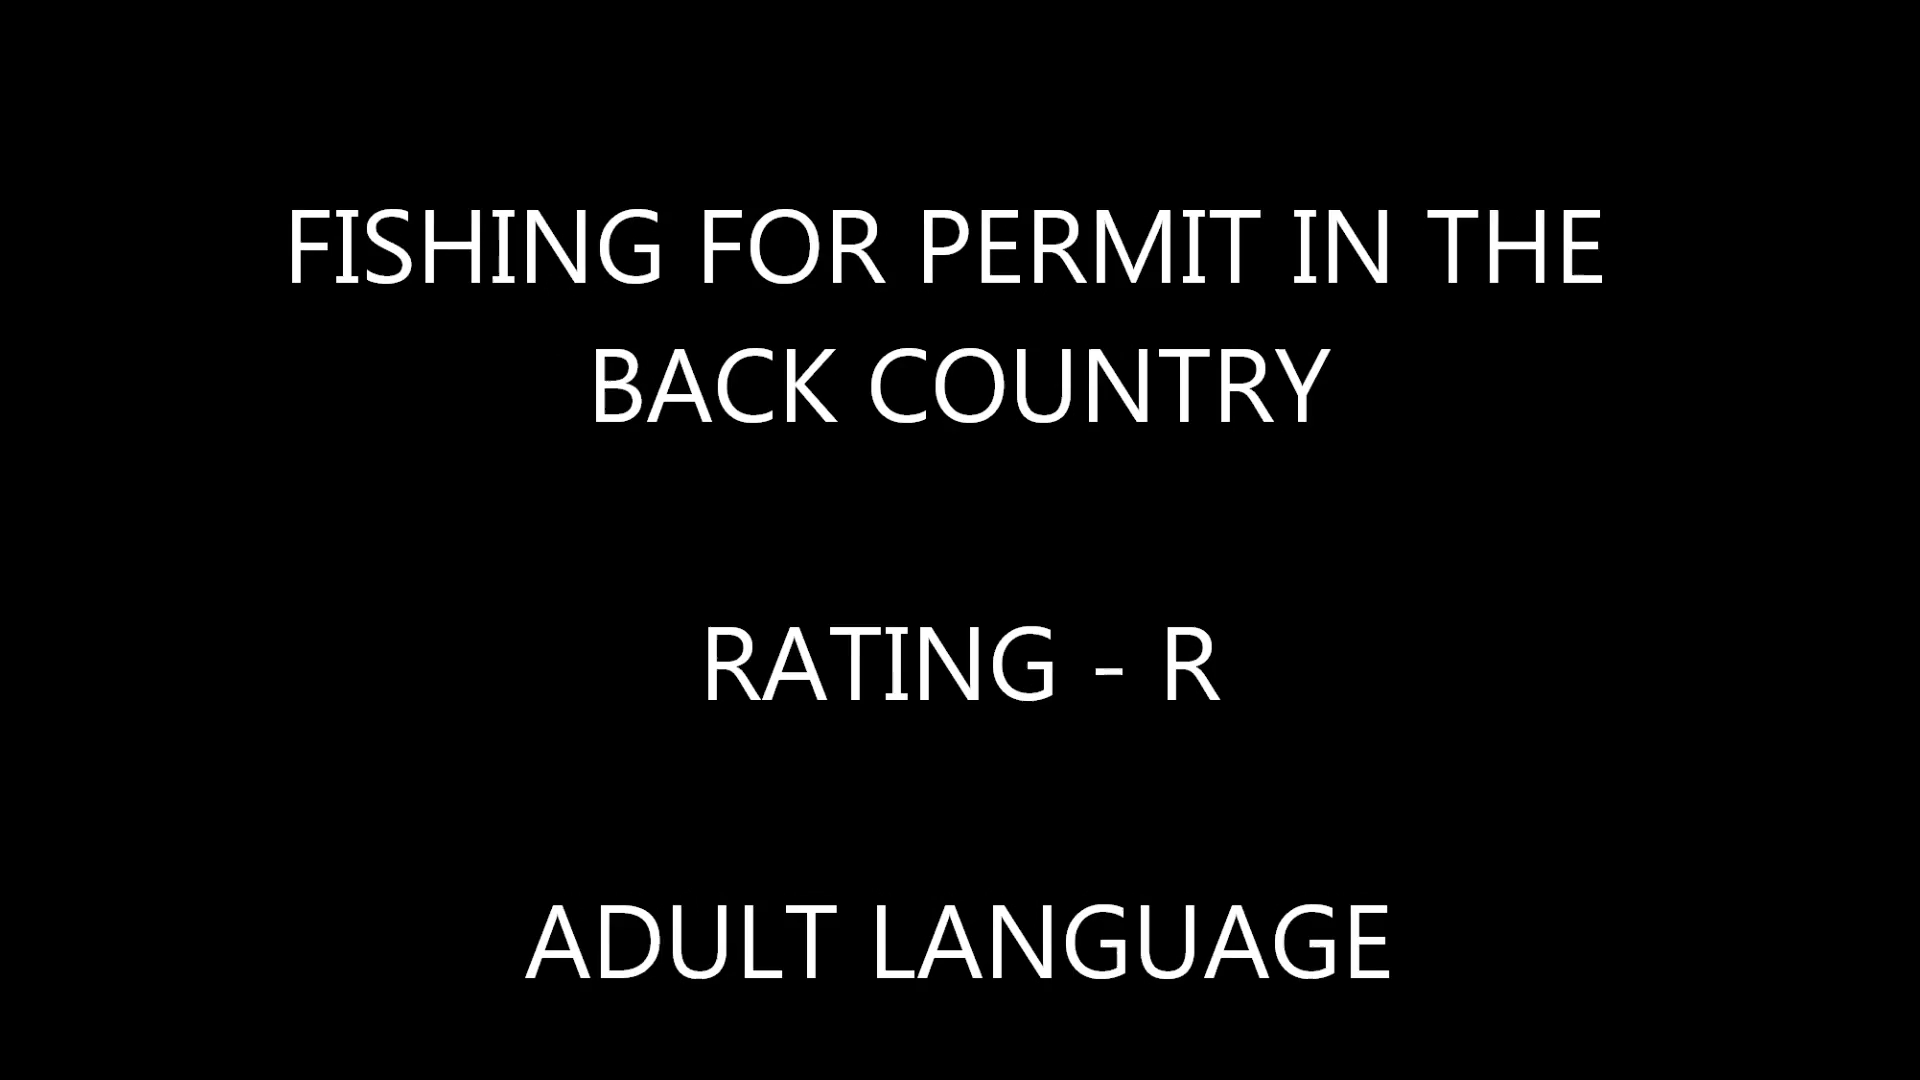 FISHING FOR PERMIT IN THE
BACK COUNTRY
RATING - R
ADULT LANGUAGE